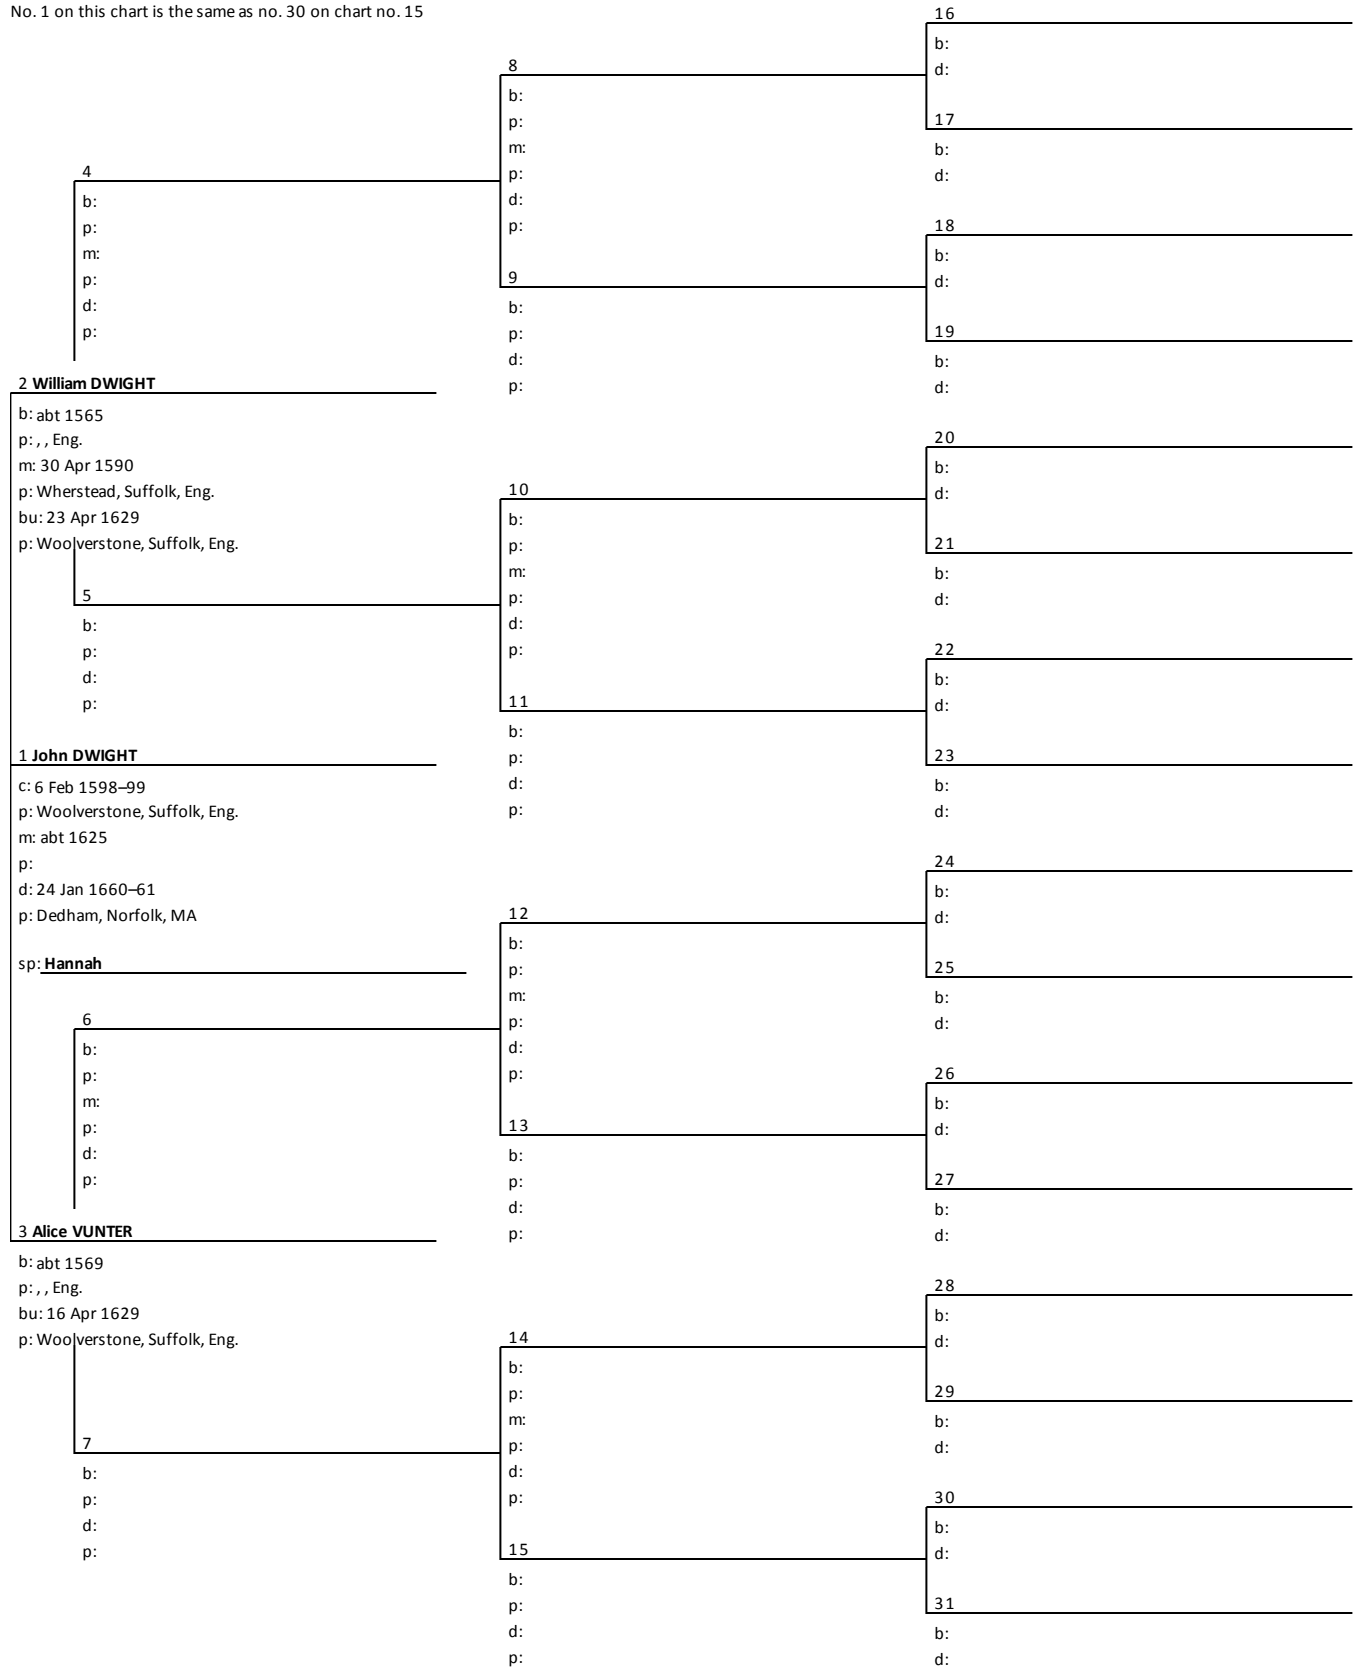 No. 1 on this chart is the same as no. 30 on chart no. 15
4
b:
p:
m:
p:
d:
p:
2 William DWIGHT
b: abt 1565
p: , , Eng.
m: 30 Apr 1590
p: Wherstead, Suffolk, Eng.
bu: 23 Apr 1629
p: Woolverstone, Suffolk, Eng.
5
b:
p:
d:
p:
1 John DWIGHT
c: 6 Feb 1598–99
p: Woolverstone, Suffolk, Eng.
m: abt 1625
p:
d: 24 Jan 1660–61
p: Dedham, Norfolk, MA
sp: Hannah
6
b:
p:
m:
p:
d:
p:
3 Alice VUNTER
b: abt 1569
p: , , Eng.
bu: 16 Apr 1629
p: Woolverstone, Suffolk, Eng.
7
b:
p:
d:
p:
8
b:
p:
m:
p:
d:
p:
9
b:
p:
d:
p:
10
b:
p:
m:
p:
d:
p:
11
b:
p:
d:
p:
12
b:
p:
m:
p:
d:
p:
13
b:
p:
d:
p:
14
b:
p:
m:
p:
d:
p:
15
b:
p:
d:
p:
16
b:
d:
17
b:
d:
18
b:
d:
19
b:
d:
20
b:
d:
21
b:
d:
22
b:
d:
23
b:
d:
24
b:
d:
25
b:
d:
26
b:
d:
27
b:
d:
28
b:
d:
29
b:
d:
30
b:
d:
31
b:
d: